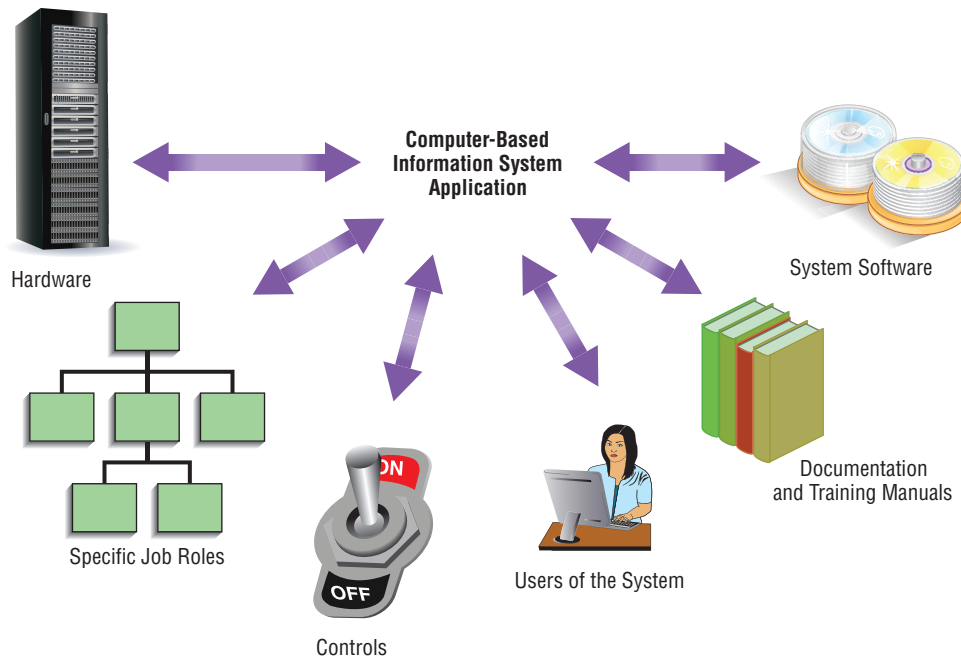 Computer-Based
Information System
Application
Hardware
System Software
Specific Job Roles
ON
OFF
Controls
Users of the System
Documentation
and Training Manuals